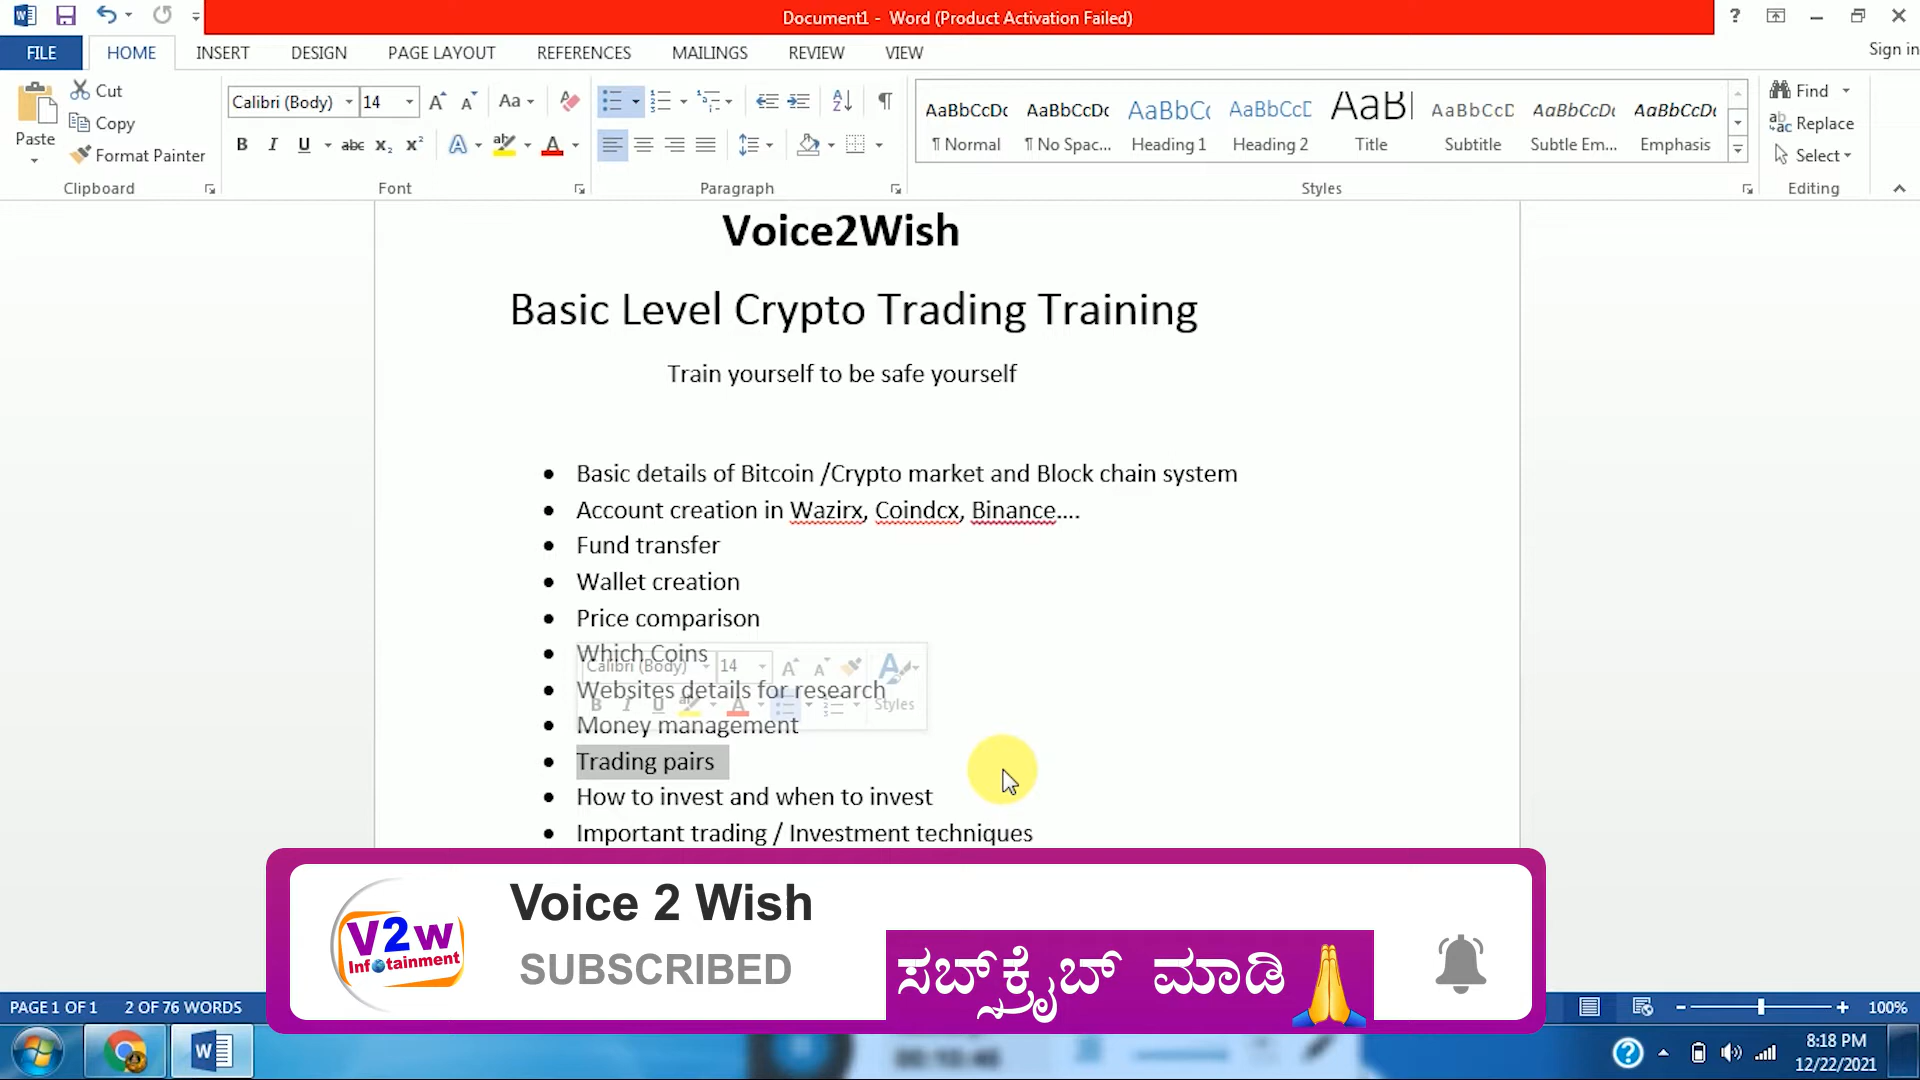 Document1 - Word (Product Activation Failed)
Sign in
FILE HOME INSERT DESIGN PAGE LAYOUT REFERENCES MAILINGS REVIEW VIEW
Paste
Cut
Copy
Format Painter
Clipboard
Calibri (Body) 14
Font
Paragraph
AaBbCcDc AaBbCcDc AaBbCc AaBbCcD AaBl AaBbCcD AaBbCcDc AaBbCcDc
¶ Normal ¶ No Spac... Heading 1 Heading 2 Title Subtitle Subtle Em... Emphasis
Styles
Find
Replace
Select
Editing
Voice2Wish
Basic Level Crypto Trading Training
Train yourself to be safe yourself
• Basic details of Bitcoin /Crypto market and Block chain system
• Account creation in Wazirx, Coindcx, Binance....
• Fund transfer
• Wallet creation
• Price comparison
• Which Coins
• Websites details for research
• Money management
• Trading pairs
• How to invest and when to invest
• Important trading / Investment techniques
Calibri (Body) 14
Styles
Voice 2 Wish
SUBSCRIBED
V2w
Infotainment
ಸಬ್ಸ್ಕ್ರೈಬ್ ಮಾಡಿ
PAGE 1 OF 1 2 OF 76 WORDS
100%
8:18 PM
12/22/2021